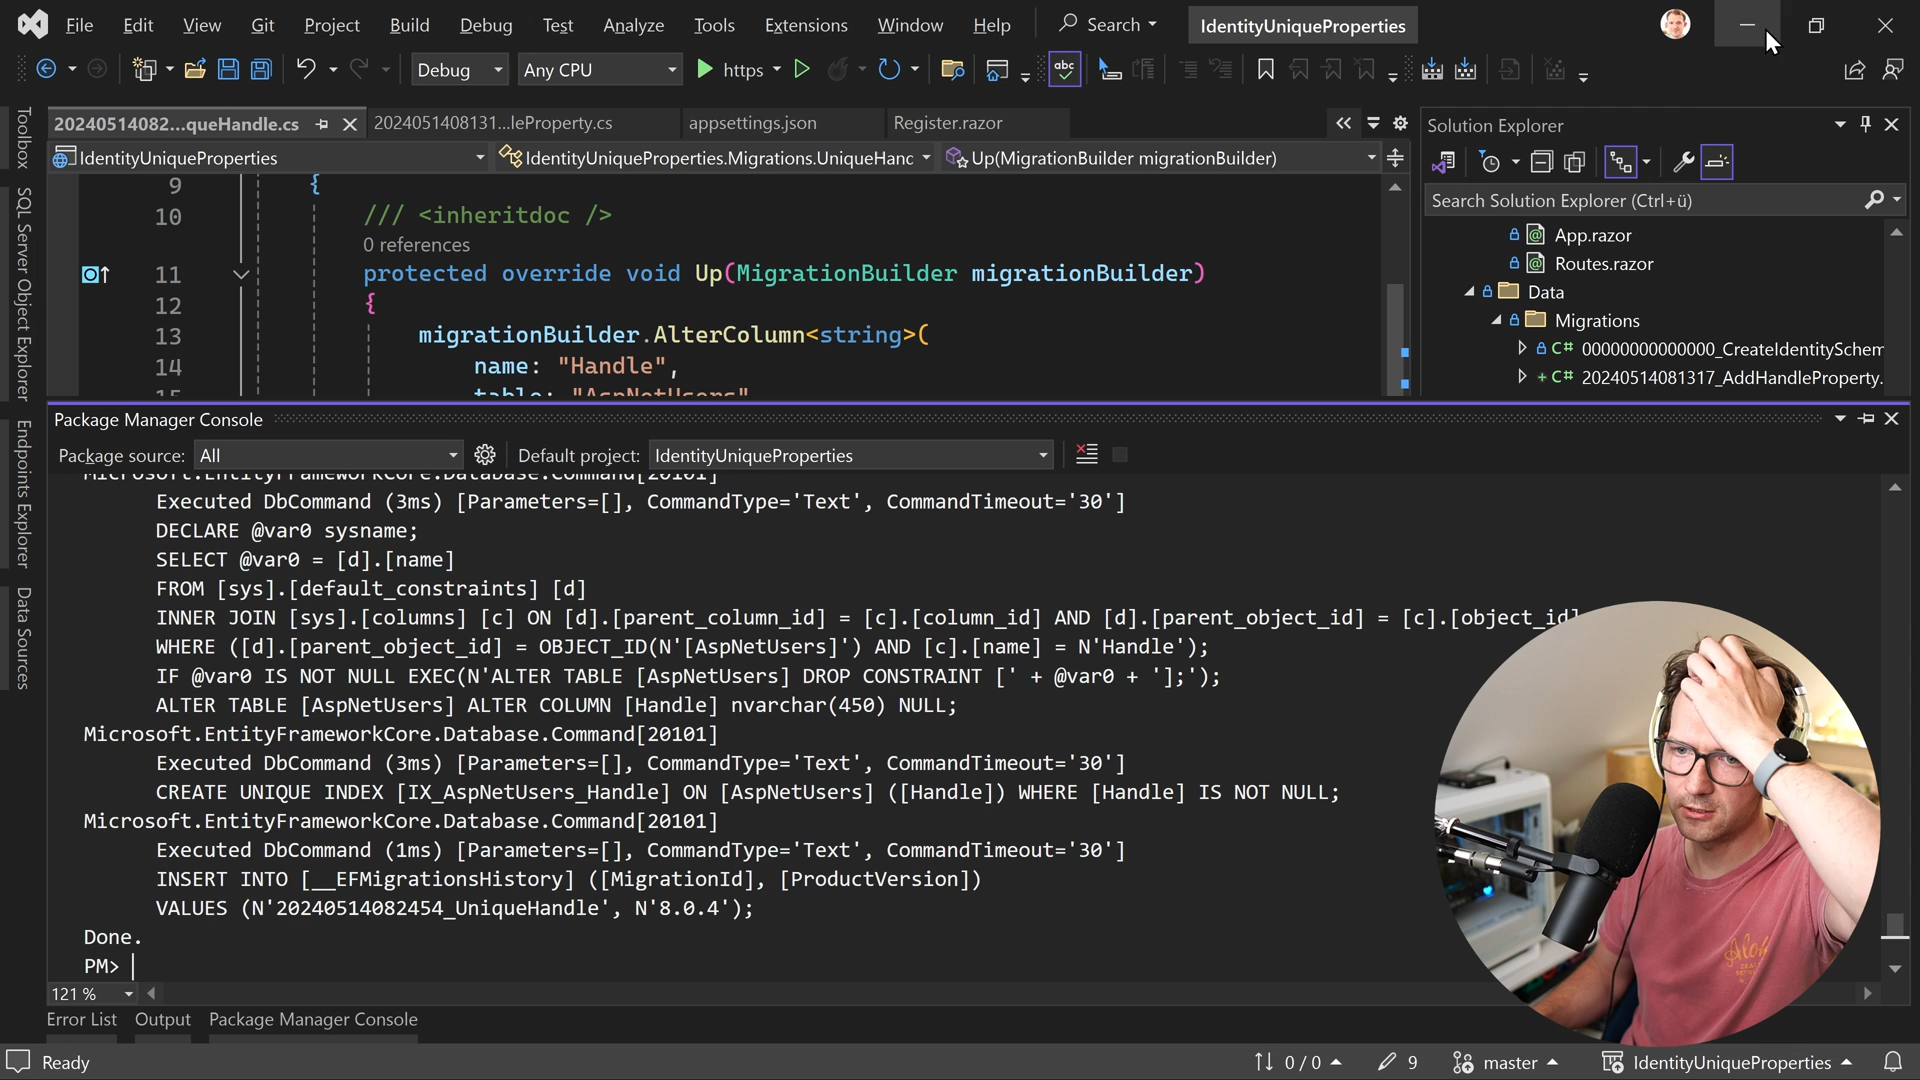 File Edit View Git Project Build Debug Test Analyze Tools Extensions Window Help Search IdentityUniqueProperties
Debug Any CPU https abc
20240514082...queHandle.cs 2024051408131...leProperty.cs appsettings.json Register.razor
IdentityUniqueProperties IdentityUniqueProperties.Migrations.UniqueHanc Up(MigrationBuilder migrationBuilder)
9 {
10 /// <inheritdoc />
0 references
11 protected override void Up(MigrationBuilder migrationBuilder)
12 {
13 migrationBuilder.AlterColumn<string>(
14 name: "Handle",
15 table: "AspNetUsers"
Toolbox
SQL Server Object Explorer
Endpoints Explorer
Data Sources
Solution Explorer
Search Solution Explorer (Ctrl+ü)
App.razor
Routes.razor
Data
Migrations
C# 00000000000000_CreateIdentitySchem
+ C# 20240514081317_AddHandleProperty.
Package Manager Console
Package source: All Default project: IdentityUniqueProperties
Microsoft.EntityFrameworkCore.Database.Command[20101]
Executed DbCommand (3ms) [Parameters=[], CommandType='Text', CommandTimeout='30']
DECLARE @var0 sysname;
SELECT @var0 = [d].[name]
FROM [sys].[default_constraints] [d]
INNER JOIN [sys].[columns] [c] ON [d].[parent_column_id] = [c].[column_id] AND [d].[parent_object_id] = [c].[object_id]
WHERE ([d].[parent_object_id] = OBJECT_ID(N'[AspNetUsers]') AND [c].[name] = N'Handle');
IF @var0 IS NOT NULL EXEC(N'ALTER TABLE [AspNetUsers] DROP CONSTRAINT [' + @var0 + '];');
ALTER TABLE [AspNetUsers] ALTER COLUMN [Handle] nvarchar(450) NULL;
Microsoft.EntityFrameworkCore.Database.Command[20101]
Executed DbCommand (3ms) [Parameters=[], CommandType='Text', CommandTimeout='30']
CREATE UNIQUE INDEX [IX_AspNetUsers_Handle] ON [AspNetUsers] ([Handle]) WHERE [Handle] IS NOT NULL;
Microsoft.EntityFrameworkCore.Database.Command[20101]
Executed DbCommand (1ms) [Parameters=[], CommandType='Text', CommandTimeout='30']
INSERT INTO [__EFMigrationsHistory] ([MigrationId], [ProductVersion])
VALUES (N'20240514082454_UniqueHandle', N'8.0.4');
Done.
PM>
121 %
Error List Output Package Manager Console
Ready 0 / 0 9 master IdentityUniqueProperties